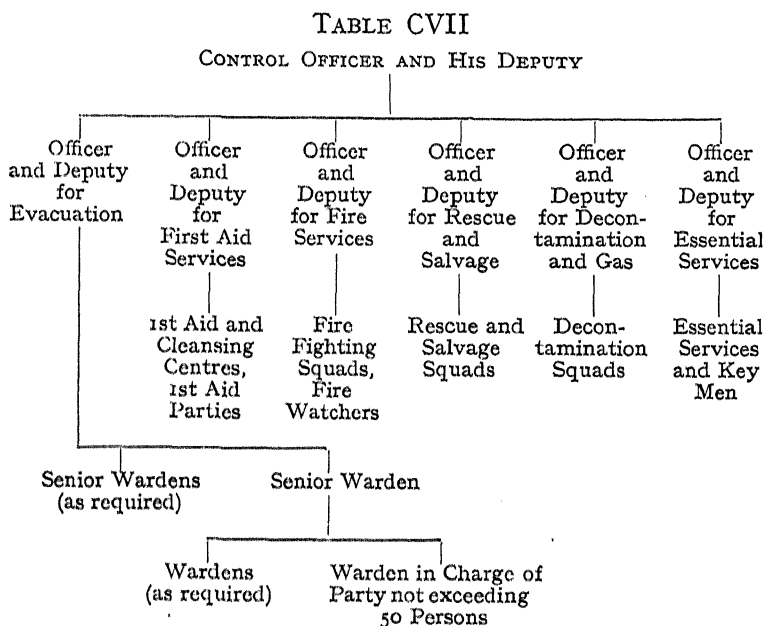 TABLE CVII
CONTROL OFFICER AND HIS DEPUTY
Officer
and Deputy
for
Evacuation
Officer
and
Deputy
for
First Aid
Services
Officer
and
Deputy
for Fire
Services
Officer
and
Deputy
for Rescue
and
Salvage
Officer
and
Deputy
for Decon-
tamination
and Gas
Officer
and
Deputy
for
Essential
Services
1st Aid and
Cleansing
Centres,
1st Aid
Parties
Fire
Fighting
Squads,
Fire
Watchers
Rescue and
Salvage
Squads
Decon-
tamination
Squads
Essential
Services
and Key
Men
Senior Wardens
(as required)
Senior Warden
Wardens
(as required)
Warden in Charge of
Party not exceeding
50 Persons